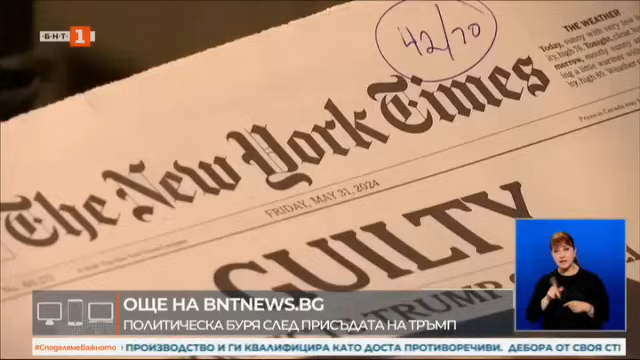 БНТ 1
42/70
THE WEATHER
The New York Times
FRIDAY, MAY 31, 2024
GUILTY
TRUMP
ОЩЕ НА BNTNEWS.BG
ПОЛИТИЧЕСКА БУРЯ СЛЕД ПРИСЪДАТА НА ТРЪМП
#СподелямеВажното
ПРОИЗВОДСТВО И ГИ КВАЛИФИЦИРА КАТО ДОСТА ПРОТИВОРЕЧИВИ. ДЕБОРА ОТ СВОЯ СТ